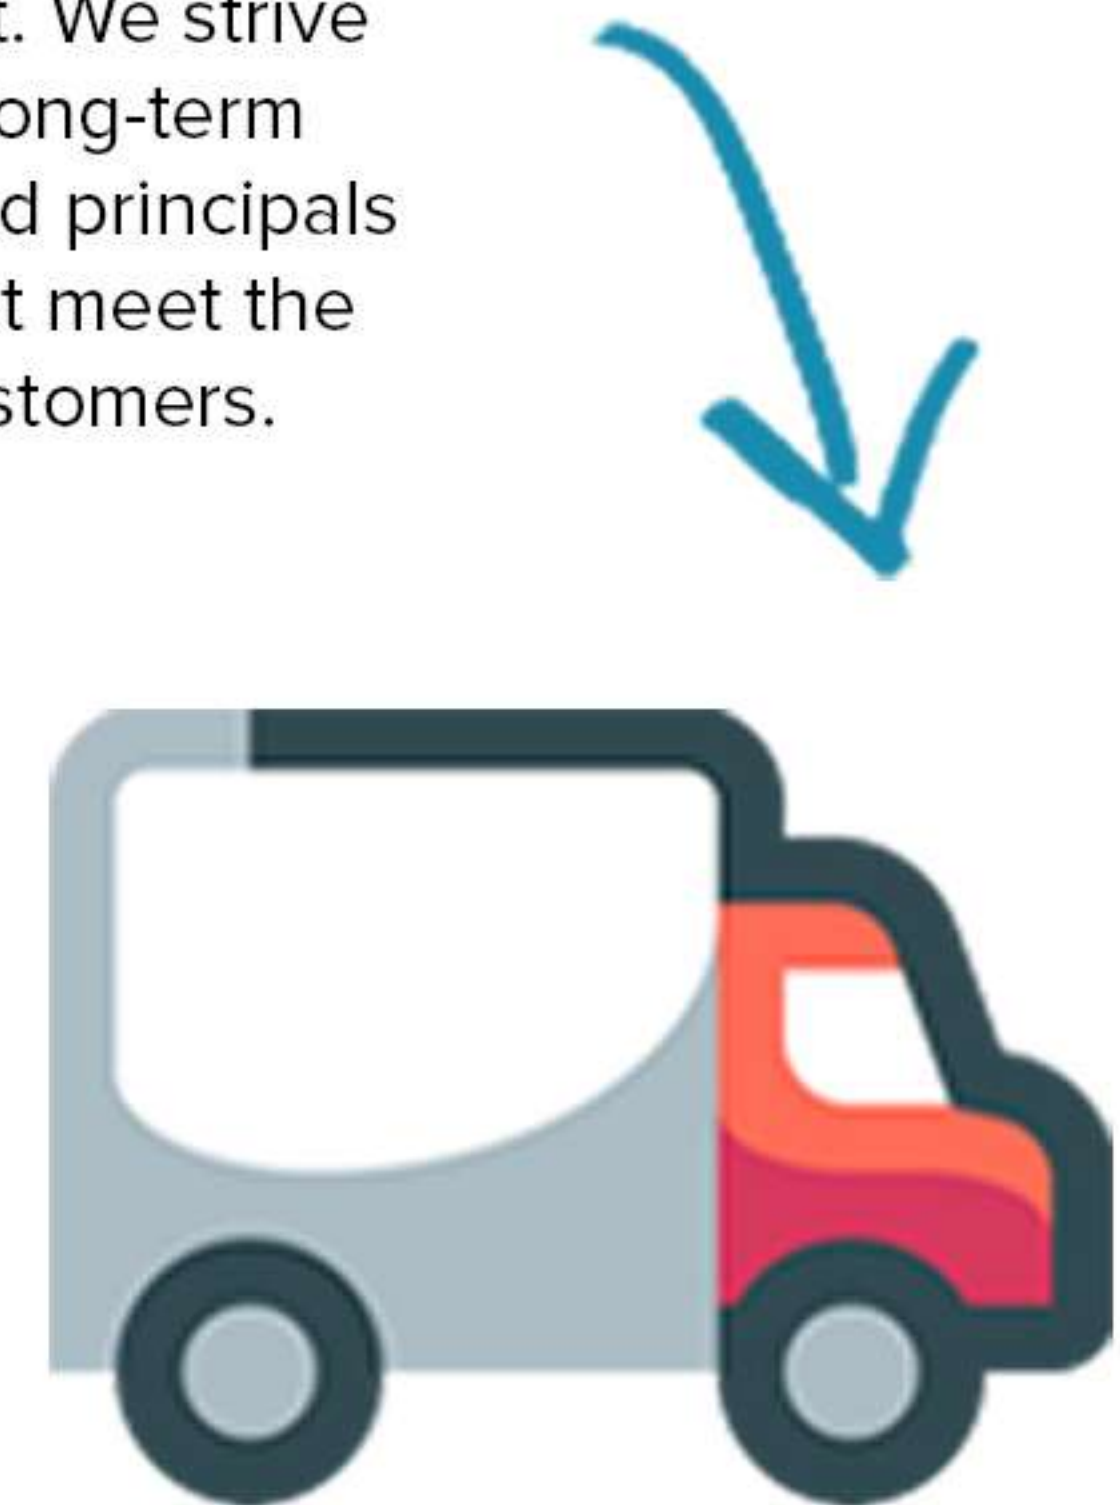 t. We strive
ong-term
d principals
t meet the
stomers.